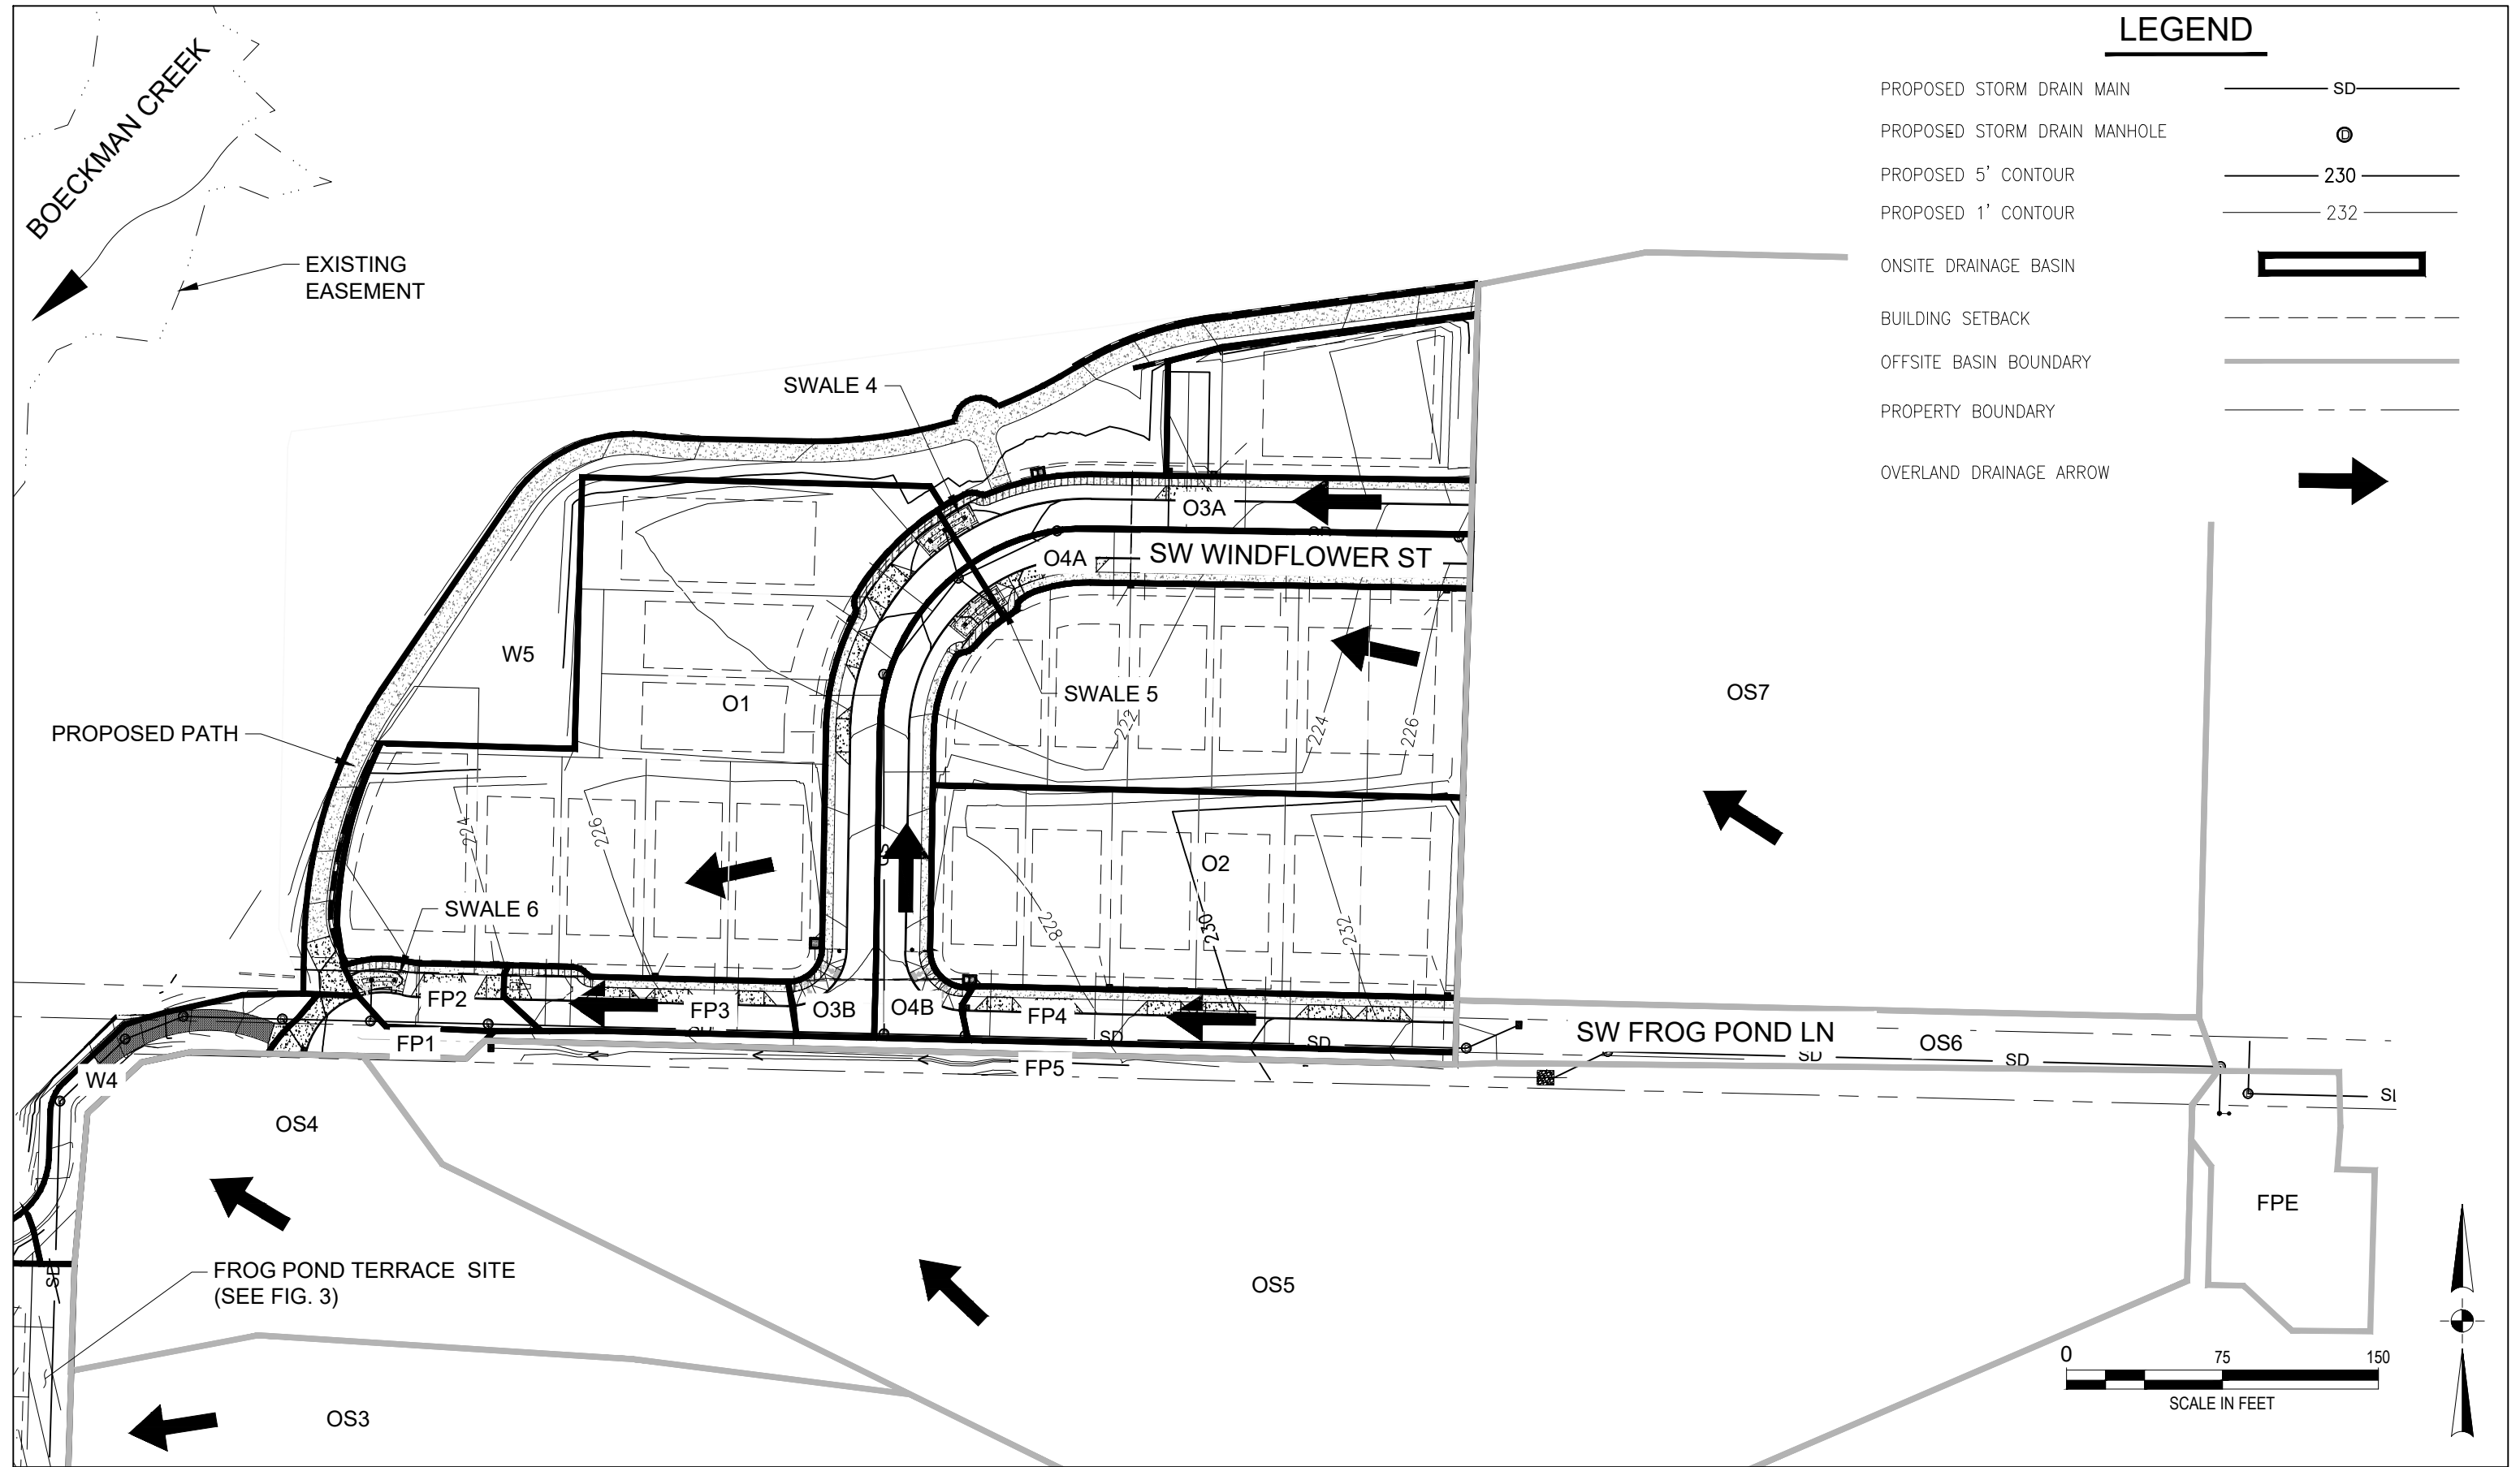 LEGEND
PROPOSED STORM DRAIN MAIN
SD
PROPOSED STORM DRAIN MANHOLE
D
PROPOSED 5' CONTOUR
230
PROPOSED 1' CONTOUR
232
ONSITE DRAINAGE BASIN
BUILDING SETBACK
OFFSITE BASIN BOUNDARY
PROPERTY BOUNDARY
OVERLAND DRAINAGE ARROW
BOECKMAN CREEK
EXISTING
EASEMENT
SWALE 4
O3A
SD
O4A
SW WINDFLOWER ST
W5
O1
SWALE 5
222
224
226
OS7
PROPOSED PATH
224
226
SD
O2
228
230
232
SWALE 6
FP2
FP3
O3B
O4B
FP4
SD
SD
SD
SW FROG POND LN
OS6
SD
SD
FP1
FP5
W4
OS4
FPE
FROG POND TERRACE SITE
(SEE FIG. 3)
SD
OS5
OS3
0
75
150
SCALE IN FEET